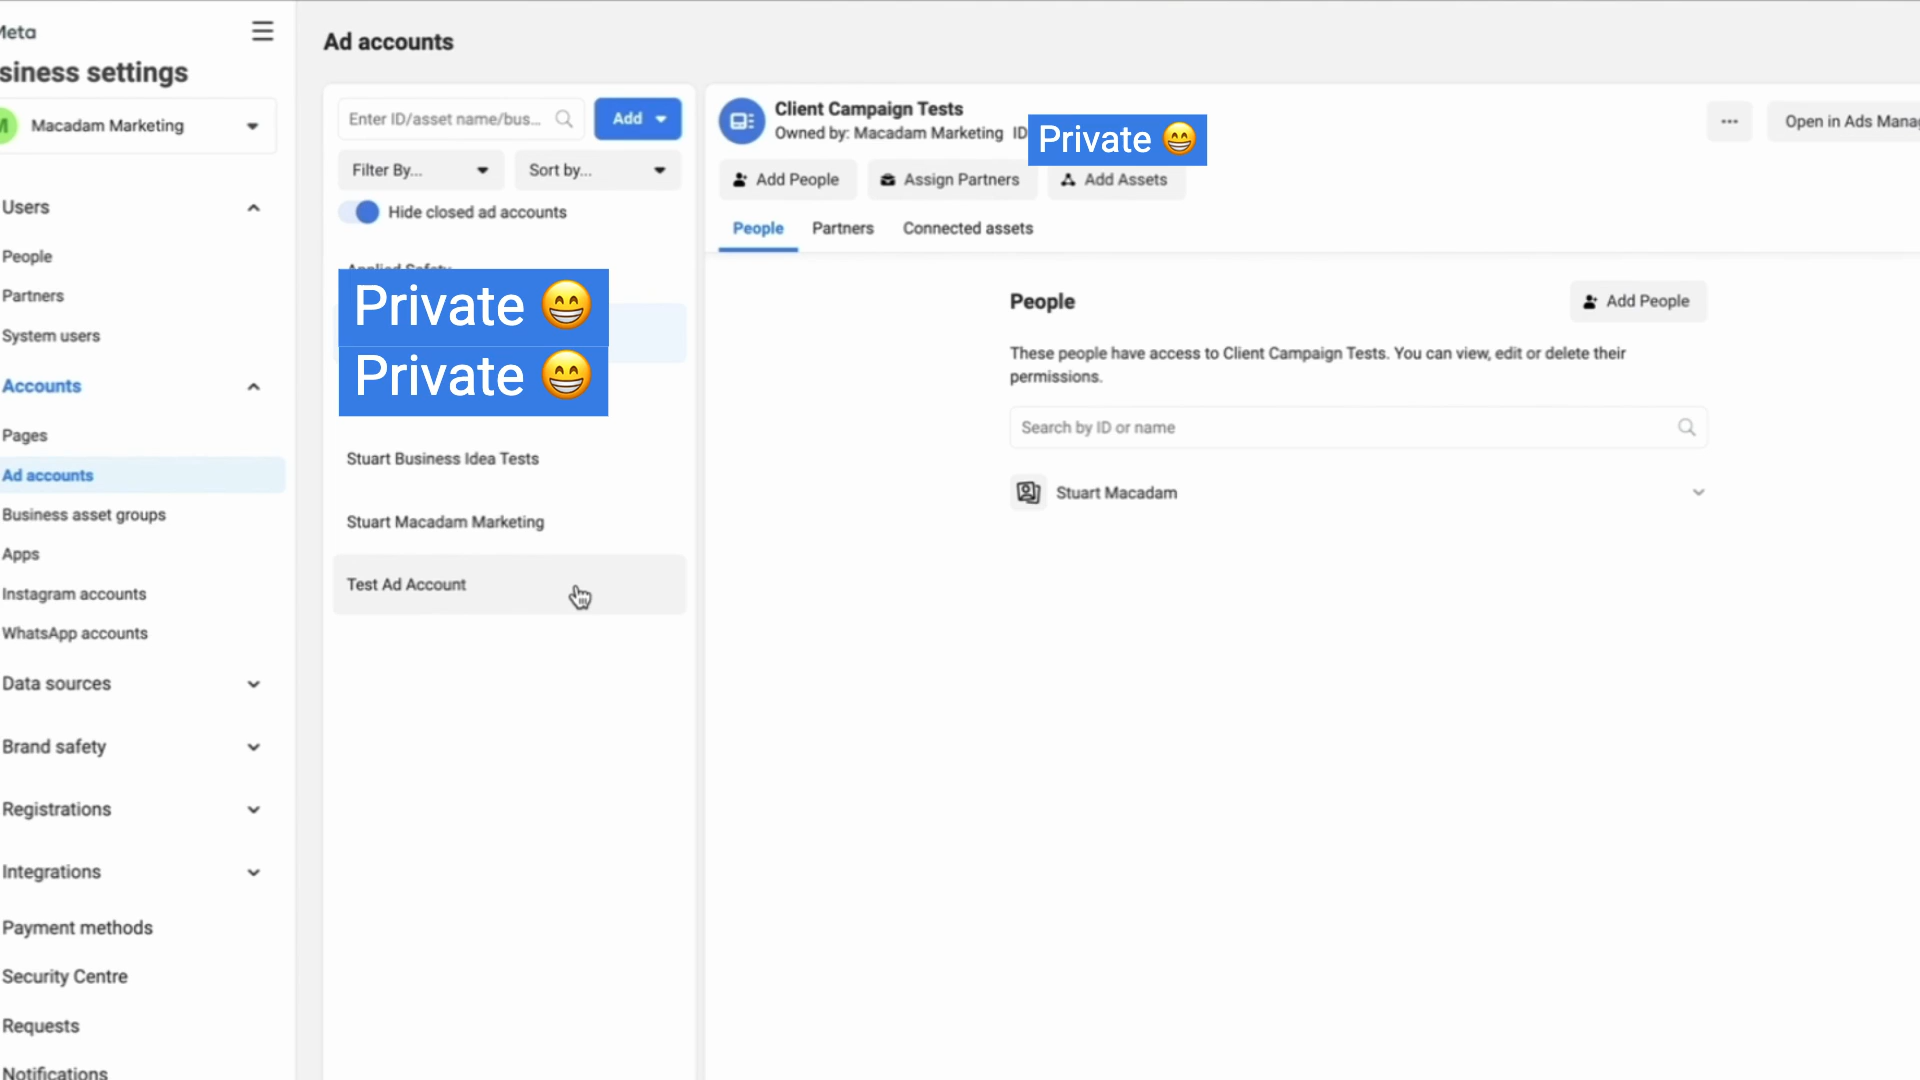 Meta
siness settings
M
Macadam Marketing
Users
People
Partners
System users
Accounts
Pages
Ad accounts
Business asset groups
Apps
Instagram accounts
WhatsApp accounts
Data sources
Brand safety
Registrations
Integrations
Payment methods
Security Centre
Requests
Notifications
Ad accounts
Enter ID/asset name/bus...
Add
Filter By...
Sort by...
Hide closed ad accounts
Applied Safety
Private 😁
Private 😁
Stuart Business Idea Tests
Stuart Macadam Marketing
Test Ad Account
Client Campaign Tests
Owned by: Macadam Marketing ID
Private 😁
Open in Ads Manag
Add People
Assign Partners
Add Assets
People
Partners
Connected assets
People
Add People
These people have access to Client Campaign Tests. You can view, edit or delete their
permissions.
Search by ID or name
Stuart Macadam